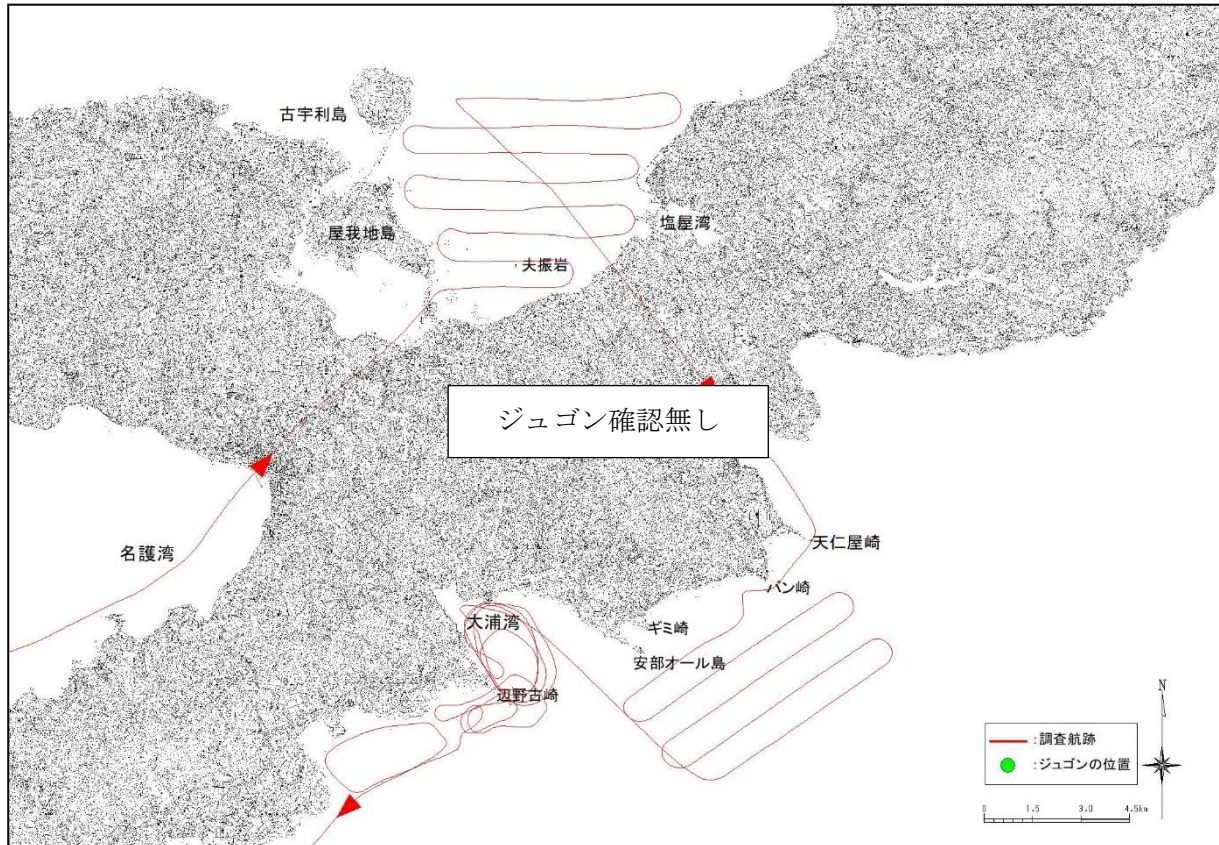 古宇利島
屋我地島
塩屋湾
夫振岩
ジュゴン確認無し
名護湾
天仁屋崎
バン崎
大浦湾
ギミ崎
安部オール島
辺野古崎
N
:調査航跡
:ジュゴンの位置
0 1.5 3.0 4.5km